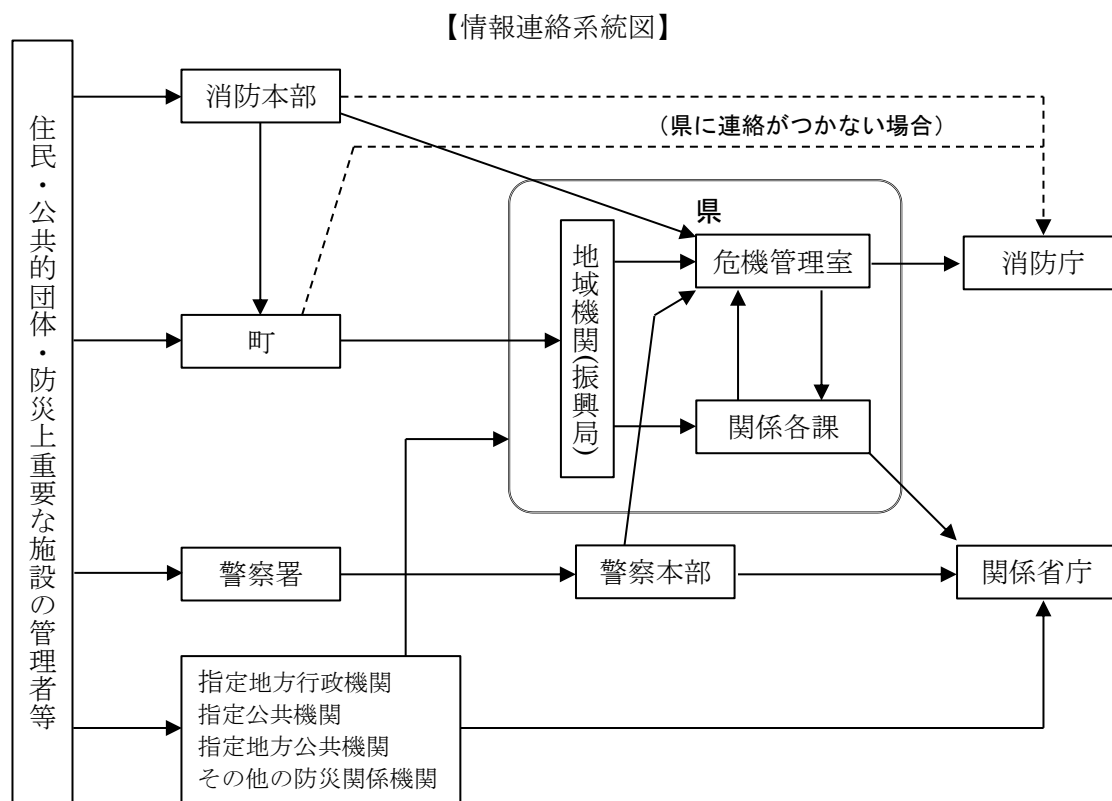 【情報連絡系統図】
住民・公共的団体・防災上重要な施設の管理者等
消防本部
(県に連絡がつかない場合)
県
地域機関(振興局)
危機管理室
消防庁
町
関係各課
警察署
警察本部
関係省庁
指定地方行政機関
指定公共機関
指定地方公共機関
その他の防災関係機関